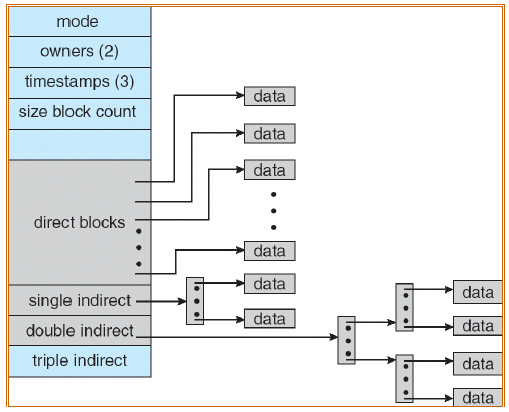 mode
owners (2)
timestamps (3)
size block count
data
data
data
direct blocks
data
single indirect
data
data
double indirect
triple indirect
data
data
data
data